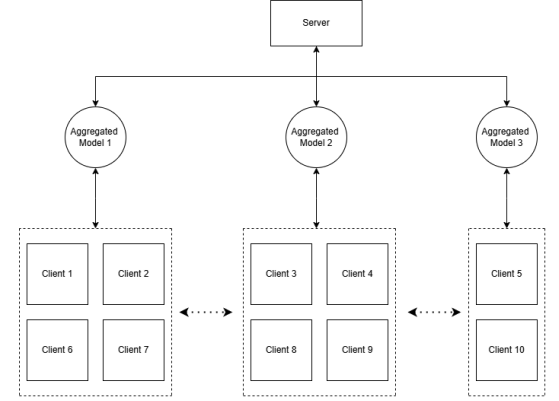 Server
Aggregated
Model 1
Aggregated
Model 2
Aggregated
Model 3
Client 1
Client 2
Client 3
Client 4
Client 5
Client 6
Client 7
Client 8
Client 9
Client 10